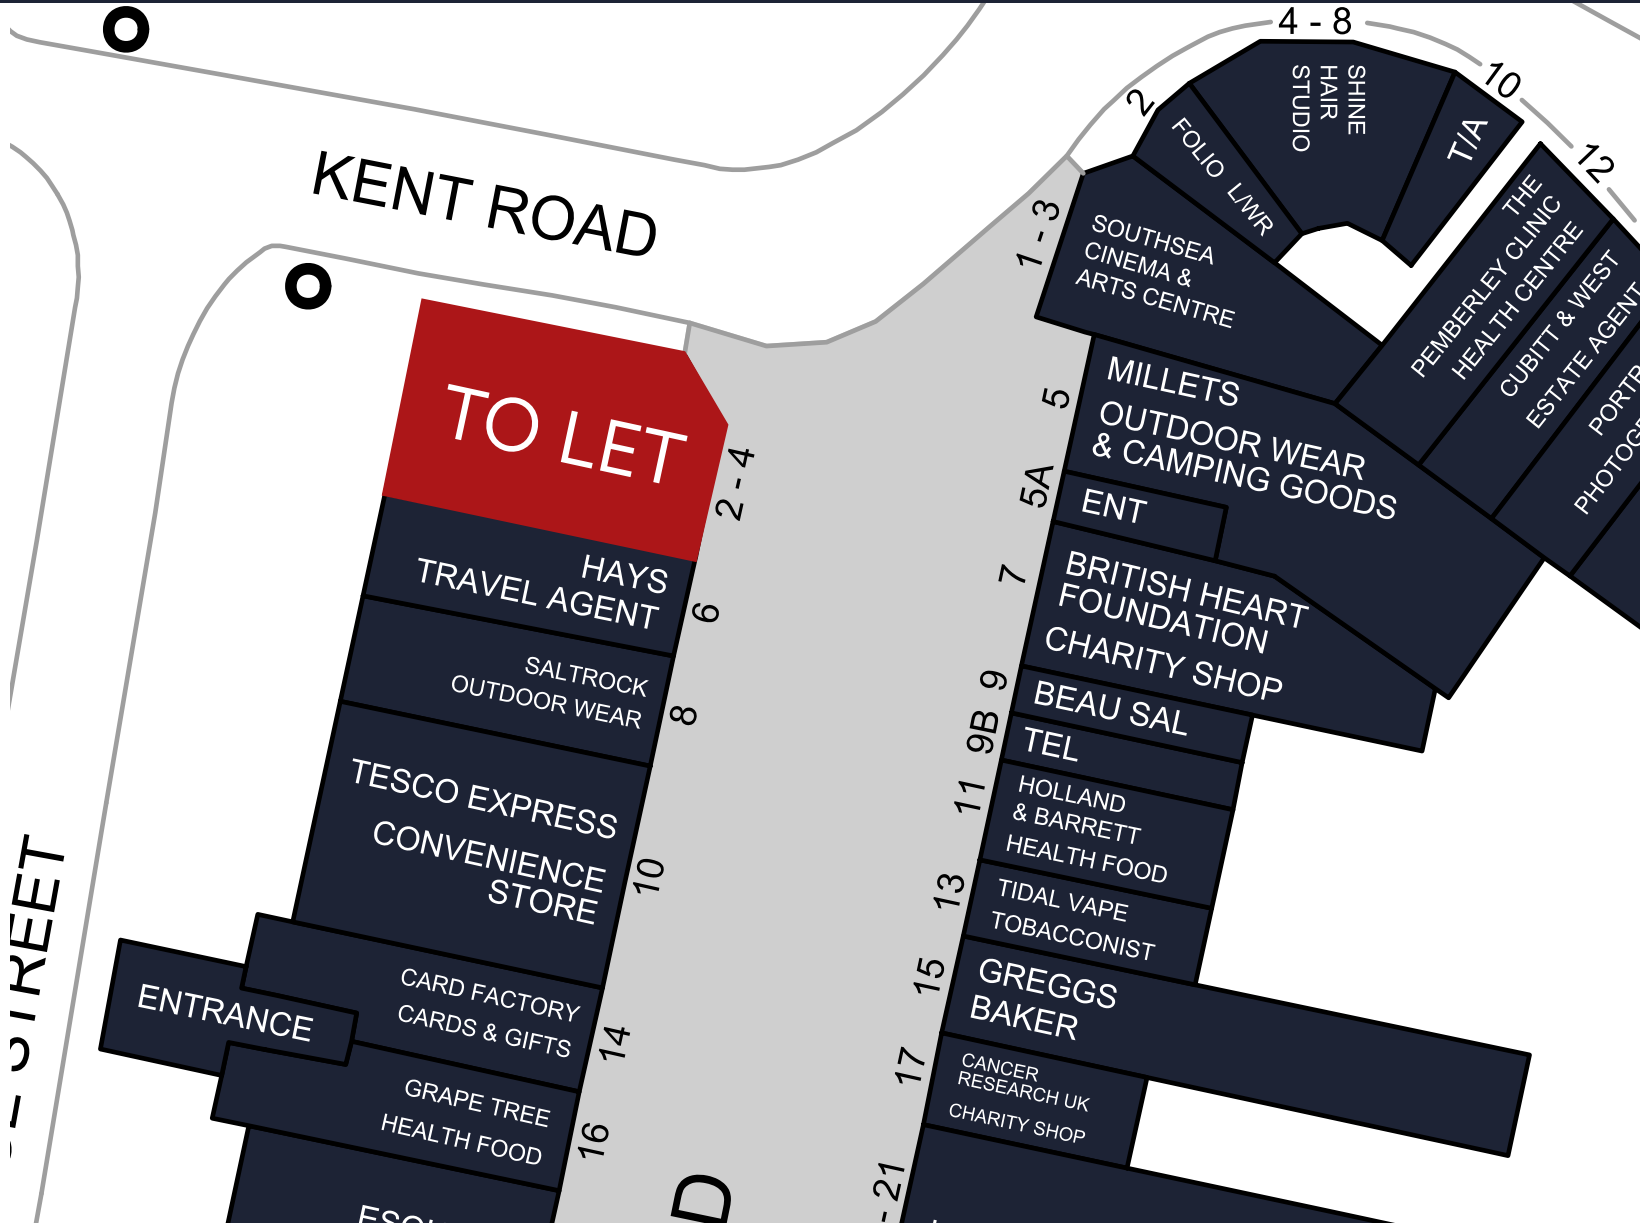 4 - 8
10
12
2
SHINE
HAIR
STUDIO
T/A
FOLIO L/WR
KENT ROAD
1 - 3
SOUTHSEA
CINEMA &
ARTS CENTRE
THE
PEMBERLEY CLINIC
HEALTH CENTRE
CUBITT & WEST
ESTATE AGENT
TO LET
2 - 4
5
MILLETS
OUTDOOR WEAR
& CAMPING GOODS
5A
ENT
HAYS
TRAVEL AGENT
6
7
BRITISH HEART
FOUNDATION
CHARITY SHOP
SALTROCK
OUTDOOR WEAR
8
9
BEAU SAL
9B
TEL
TESCO EXPRESS
CONVENIENCE
STORE
10
11
HOLLAND
& BARRETT
HEALTH FOOD
13
TIDAL VAPE
TOBACCONIST
ENTRANCE
CARD FACTORY
CARDS & GIFTS
14
15
GREGGS
BAKER
GRAPE TREE
HEALTH FOOD
16
17
CANCER
RESEARCH UK
CHARITY SHOP
STREET
- 21
D